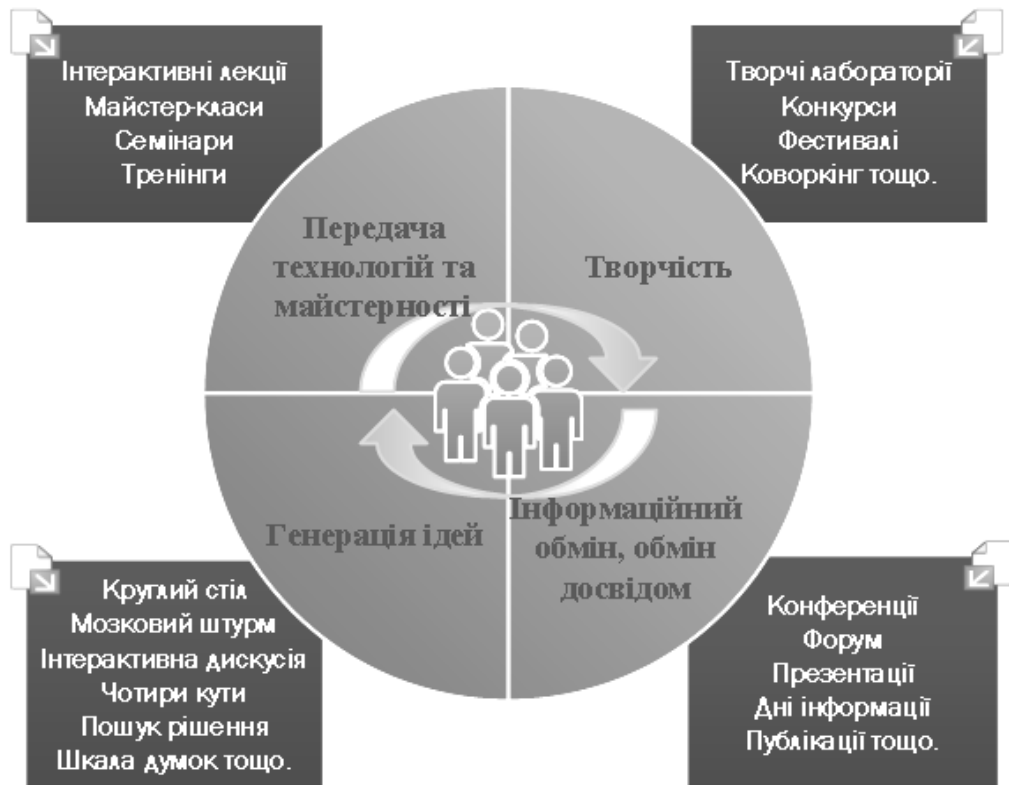 Інтерактивні лекції
Майстер-класи
Семінари
Тренінги
Творчі лабораторії
Конкурси
Фестивалі
Коворкінг тощо.
Передача
технологій та
майстерності
Творчість
Генерація ідей
Інформаційний
обмін, обмін
досвідом
Круглий стіл
Мозковий штурм
Інтерактивна дискусія
Чотири кути
Пошук рішення
Шкала думок тощо.
Конференції
Форум
Презентації
Дні інформації
Публікації тощо.